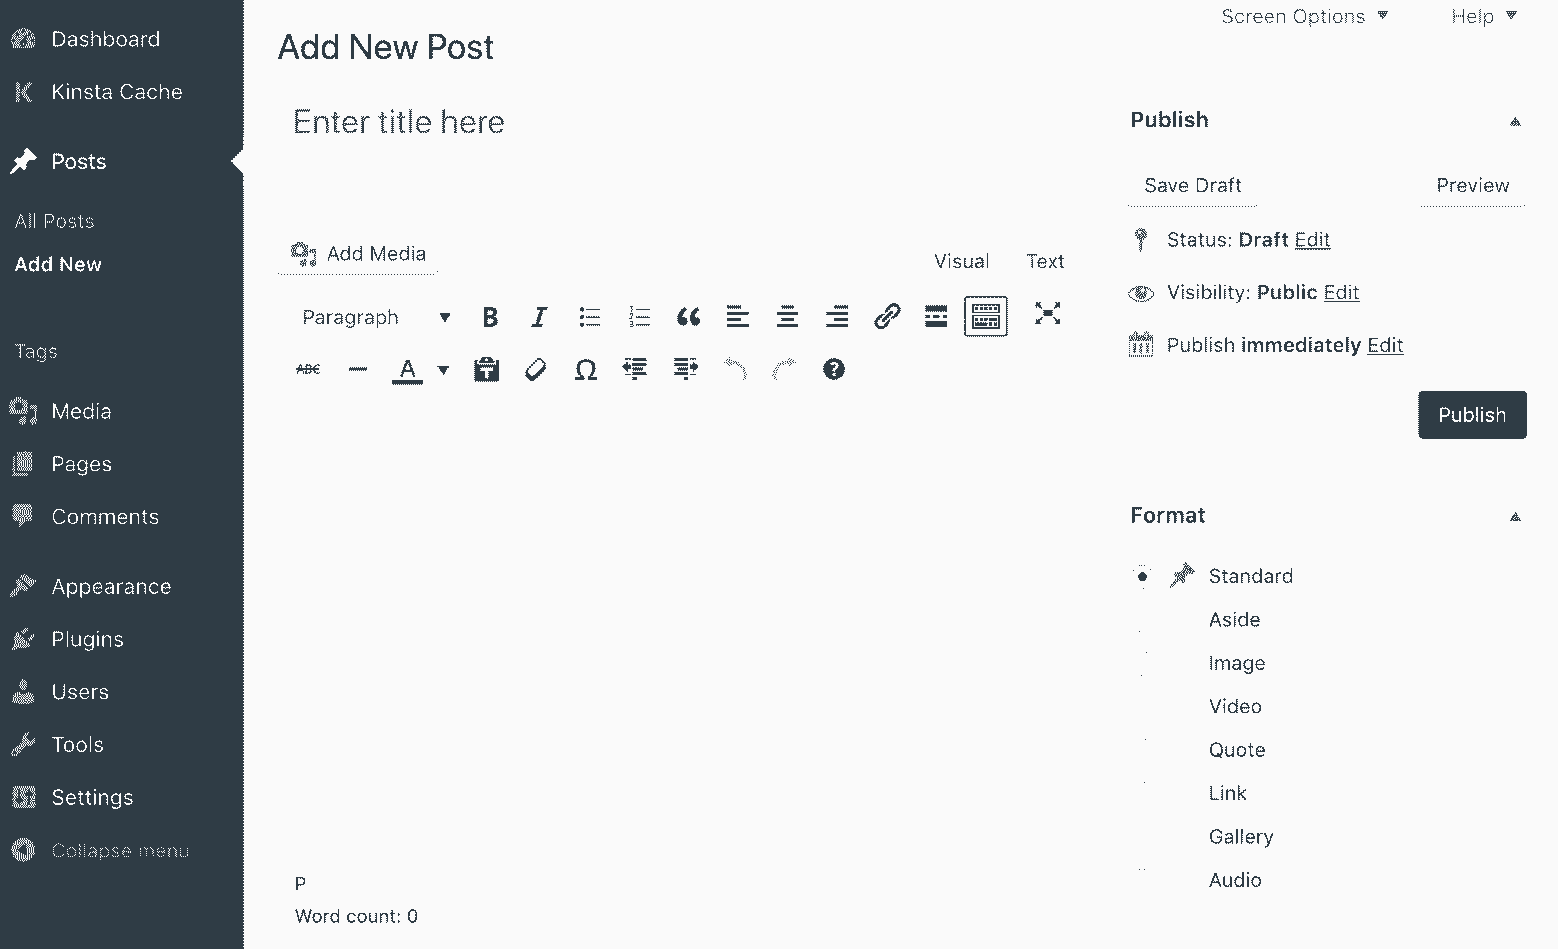 Dashboard
Kinsta Cache
Posts
All Posts
Add New
Tags
Media
Pages
Comments
Appearance
Plugins
Users
Tools
Settings
Collapse menu
Screen Options Help
Add New Post
Enter title here
Add Media
Visual Text
Paragraph B I
ABC A Ω ?
P
Word count: 0
Publish
Save Draft Preview
Status: Draft Edit
Visibility: Public Edit
Publish immediately Edit
Publish
Format
Standard
Aside
Image
Video
Quote
Link
Gallery
Audio